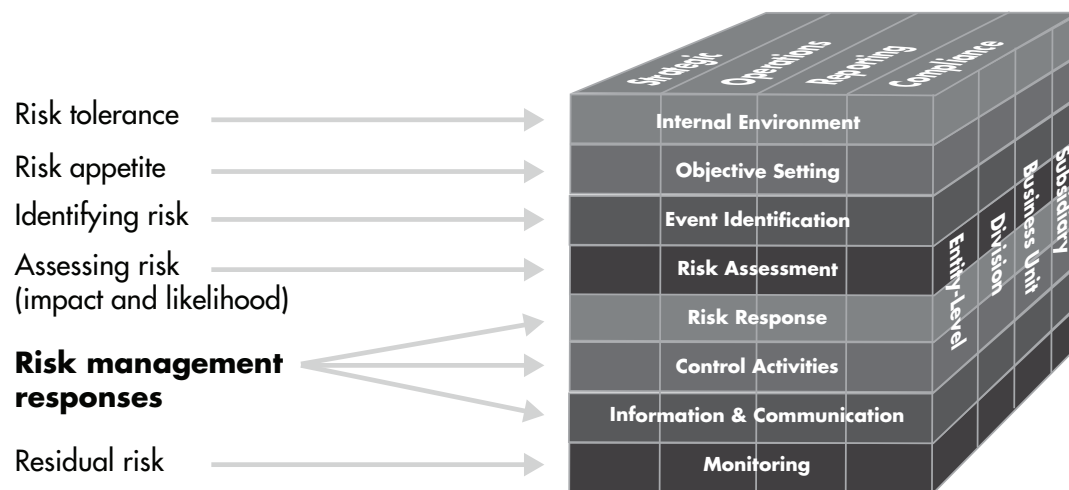 Strategic
Operations
Reporting
Compliance
Risk tolerance
Internal Environment
Risk appetite
Objective Setting
Identifying risk
Event Identification
Assessing risk
(impact and likelihood)
Risk Assessment
Risk management
responses
Risk Response
Control Activities
Information & Communication
Residual risk
Monitoring
Entity-Level
Division
Business Unit
Subsidiary